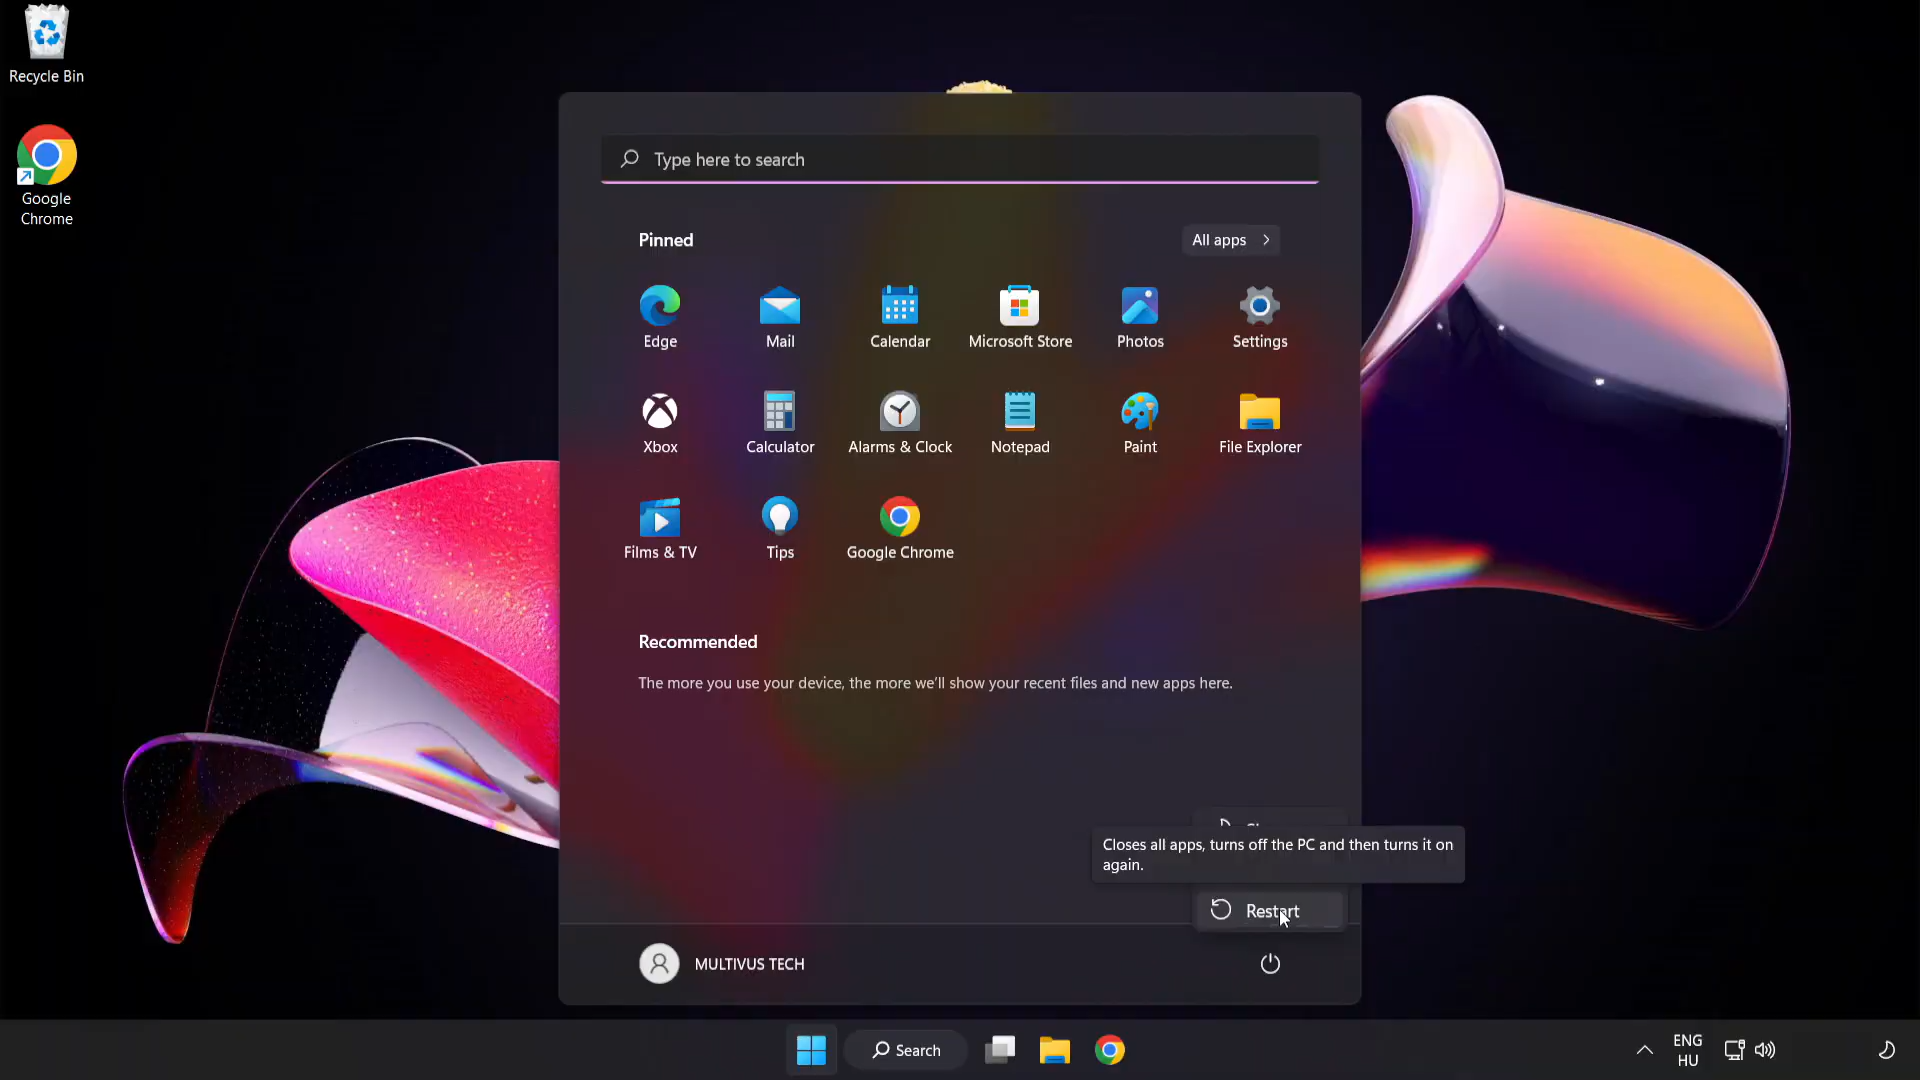 Recycle Bin
Google
Chrome
Type here to search
Pinned
All apps
Edge
Mail
Calendar
Microsoft Store
Photos
Settings
Xbox
Calculator
Alarms & Clock
Notepad
Paint
File Explorer
Films & TV
Tips
Google Chrome
Recommended
The more you use your device, the more we'll show your recent files and new apps here.
Closes all apps, turns off the PC and then turns it on
again.
Restart
MULTIVUS TECH
Search
ENG
HU